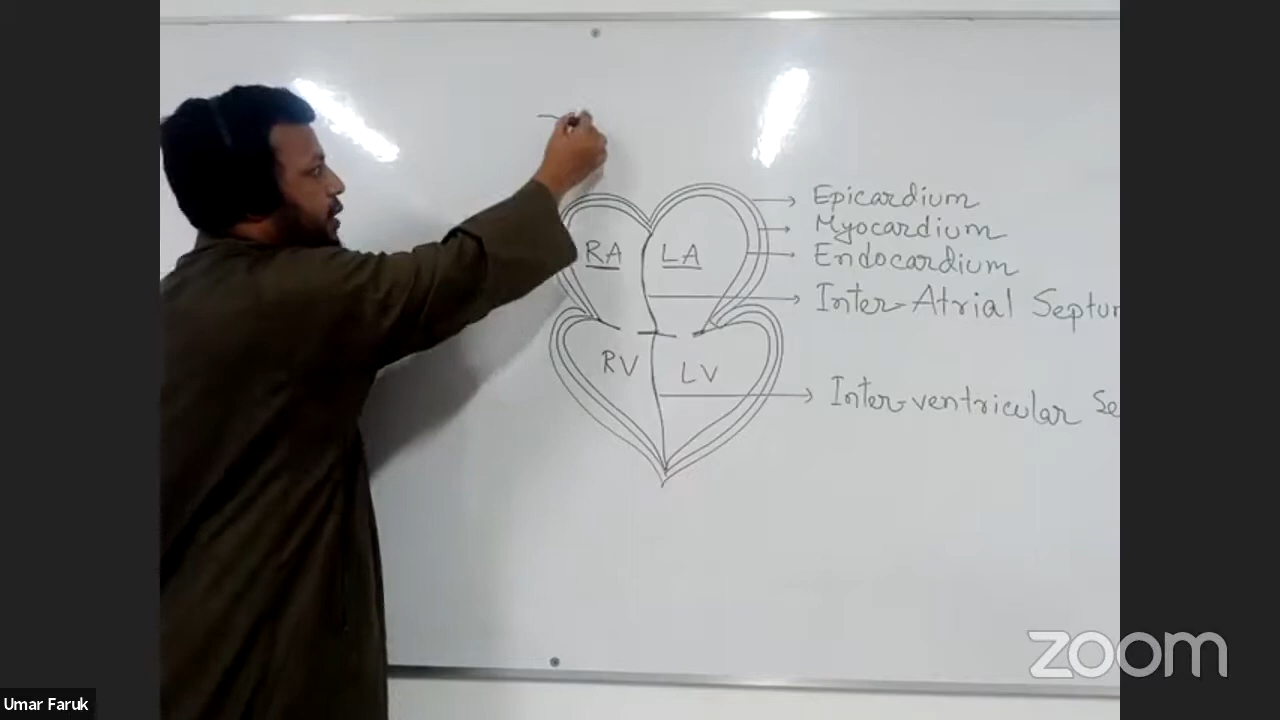 Epicardium
Myocardium
RA LA
Endocardium
Inter-Atrial Septum
RV LV
Inter-ventricular Se
zoom
Umar Faruk